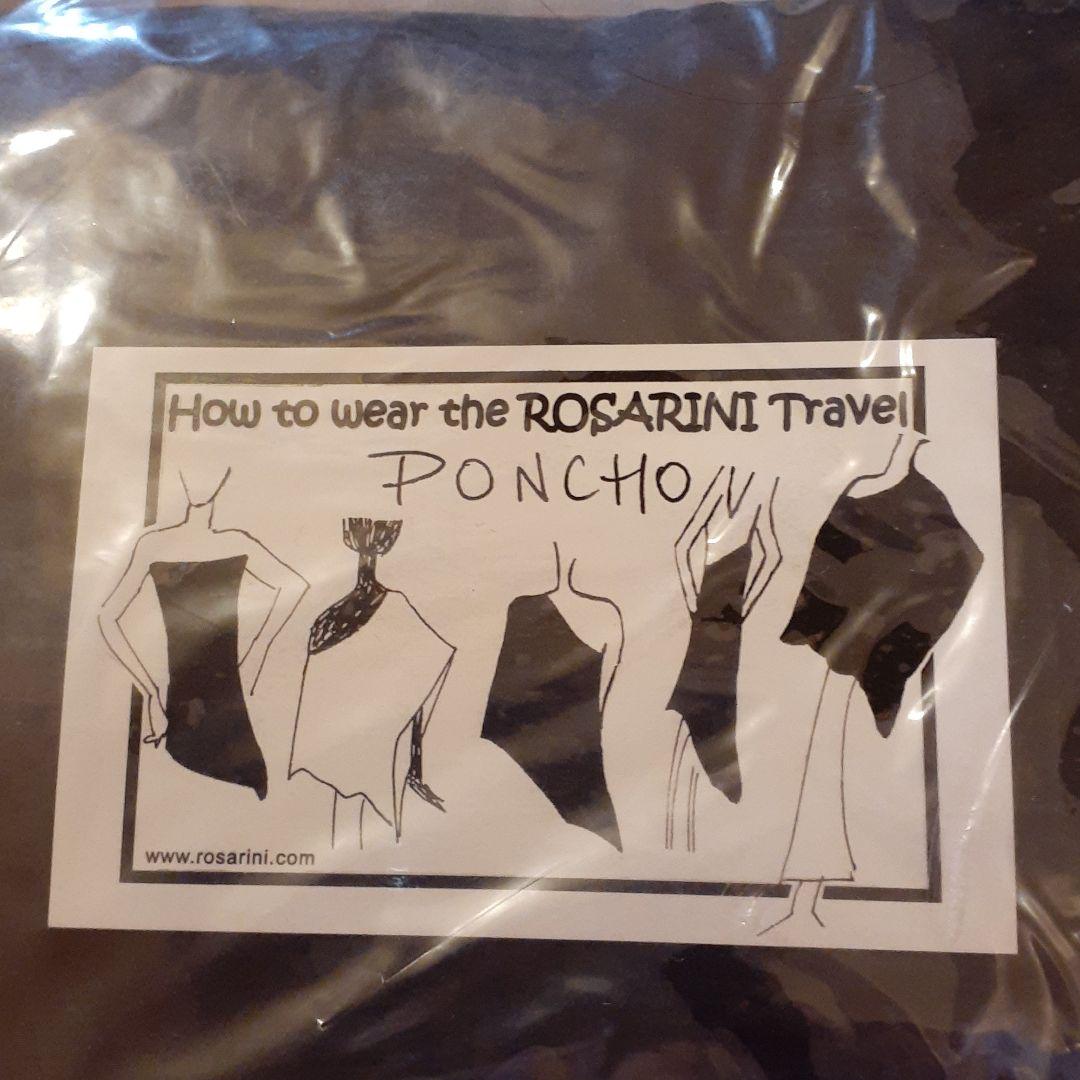 How to wear the ROSARINI Travel
PONCHO
www.rosarini.com